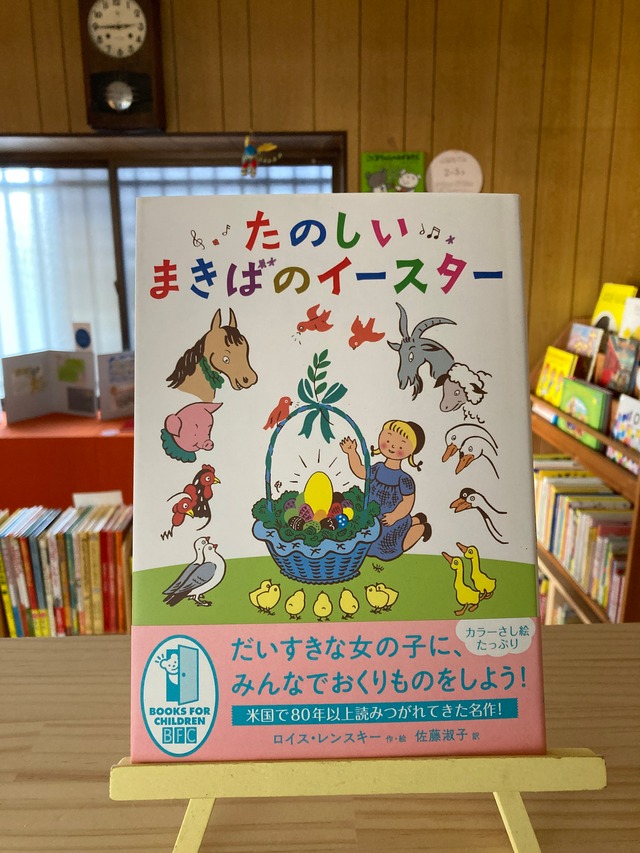 たのしい
まきばのイースター
だいすきな女の子に、
みんなでおくりものをしよう!
カラーさし絵
たっぷり
米国で80年以上読みつがれてきた名作!
ロイス・レンスキー 作・絵 佐藤淑子 訳
BOOKS FOR
CHILDREN
BFC